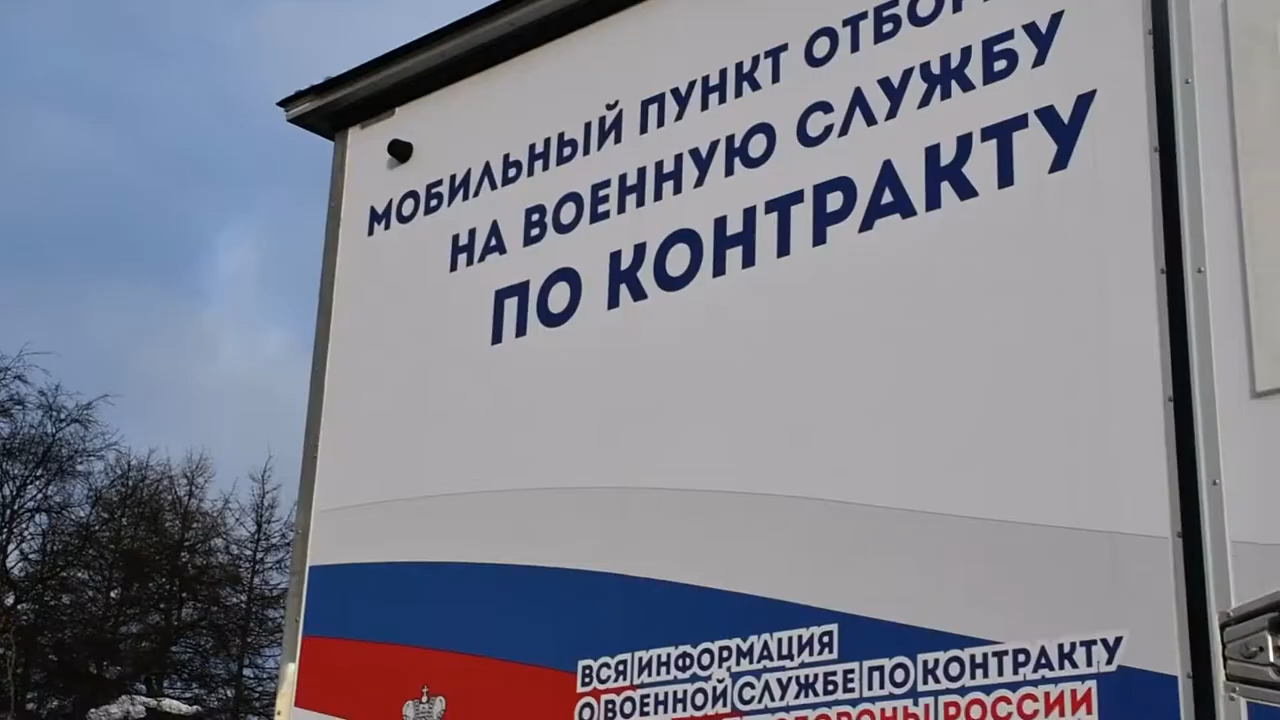 МОБИЛЬНЫЙ ПУНКТ
НА ВОЕННУЮ СЛУЖБУ
ПО КОНТРАКТУ
ВСЯ ИНФОРМАЦИЯ
О ВОЕННОЙ СЛУЖБЕ ПО КОНТРАКТУ
РОССИИ